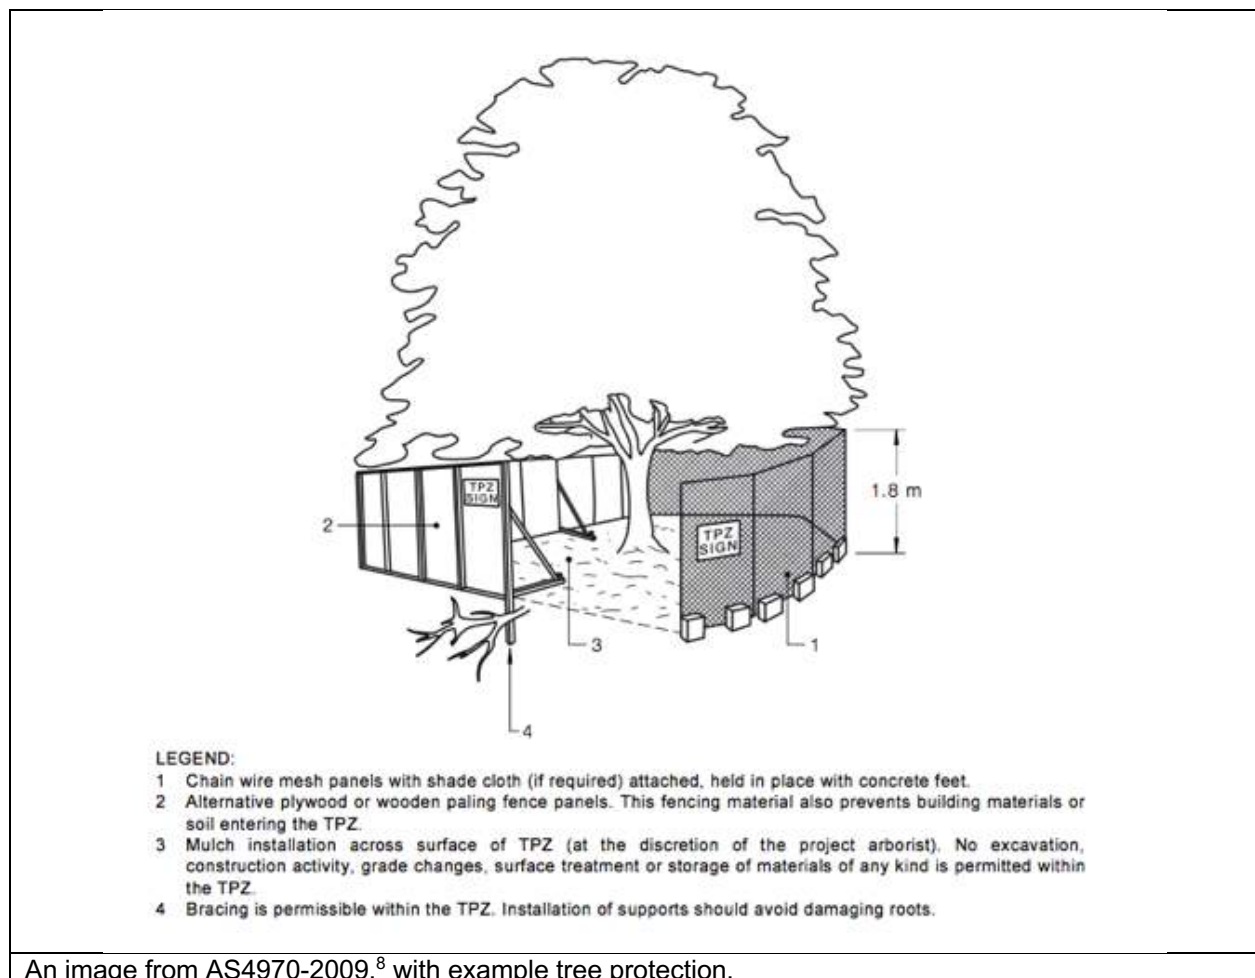 TPZ
SIGN
1.8 m
2
TPZ
SIGN
3
1
4
LEGEND:
1 Chain wire mesh panels with shade cloth (if required) attached, held in place with concrete feet.
2 Alternative plywood or wooden paling fence panels. This fencing material also prevents building materials or
soil entering the TPZ.
3 Mulch installation across surface of TPZ (at the discretion of the project arborist). No excavation,
construction activity, grade changes, surface treatment or storage of materials of any kind is permitted within
the TPZ.
4 Bracing is permissible within the TPZ. Installation of supports should avoid damaging roots.
An image from AS4970-2009,⁸ with example tree protection.